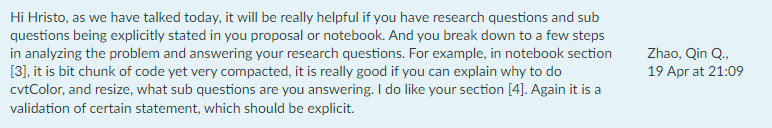 Hi Hristo, as we have talked today, it will be really helpful if you have research questions and sub
questions being explicitly stated in you proposal or notebook. And you break down to a few steps
in analyzing the problem and answering your research questions. For example, in notebook section
[3], it is bit chunk of code yet very compacted, it is really good if you can explain why to do
cvtColor, and resize, what sub questions are you answering. I do like your section [4]. Again it is a
validation of certain statement, which should be explicit.
Zhao, Qin Q.,
19 Apr at 21:09